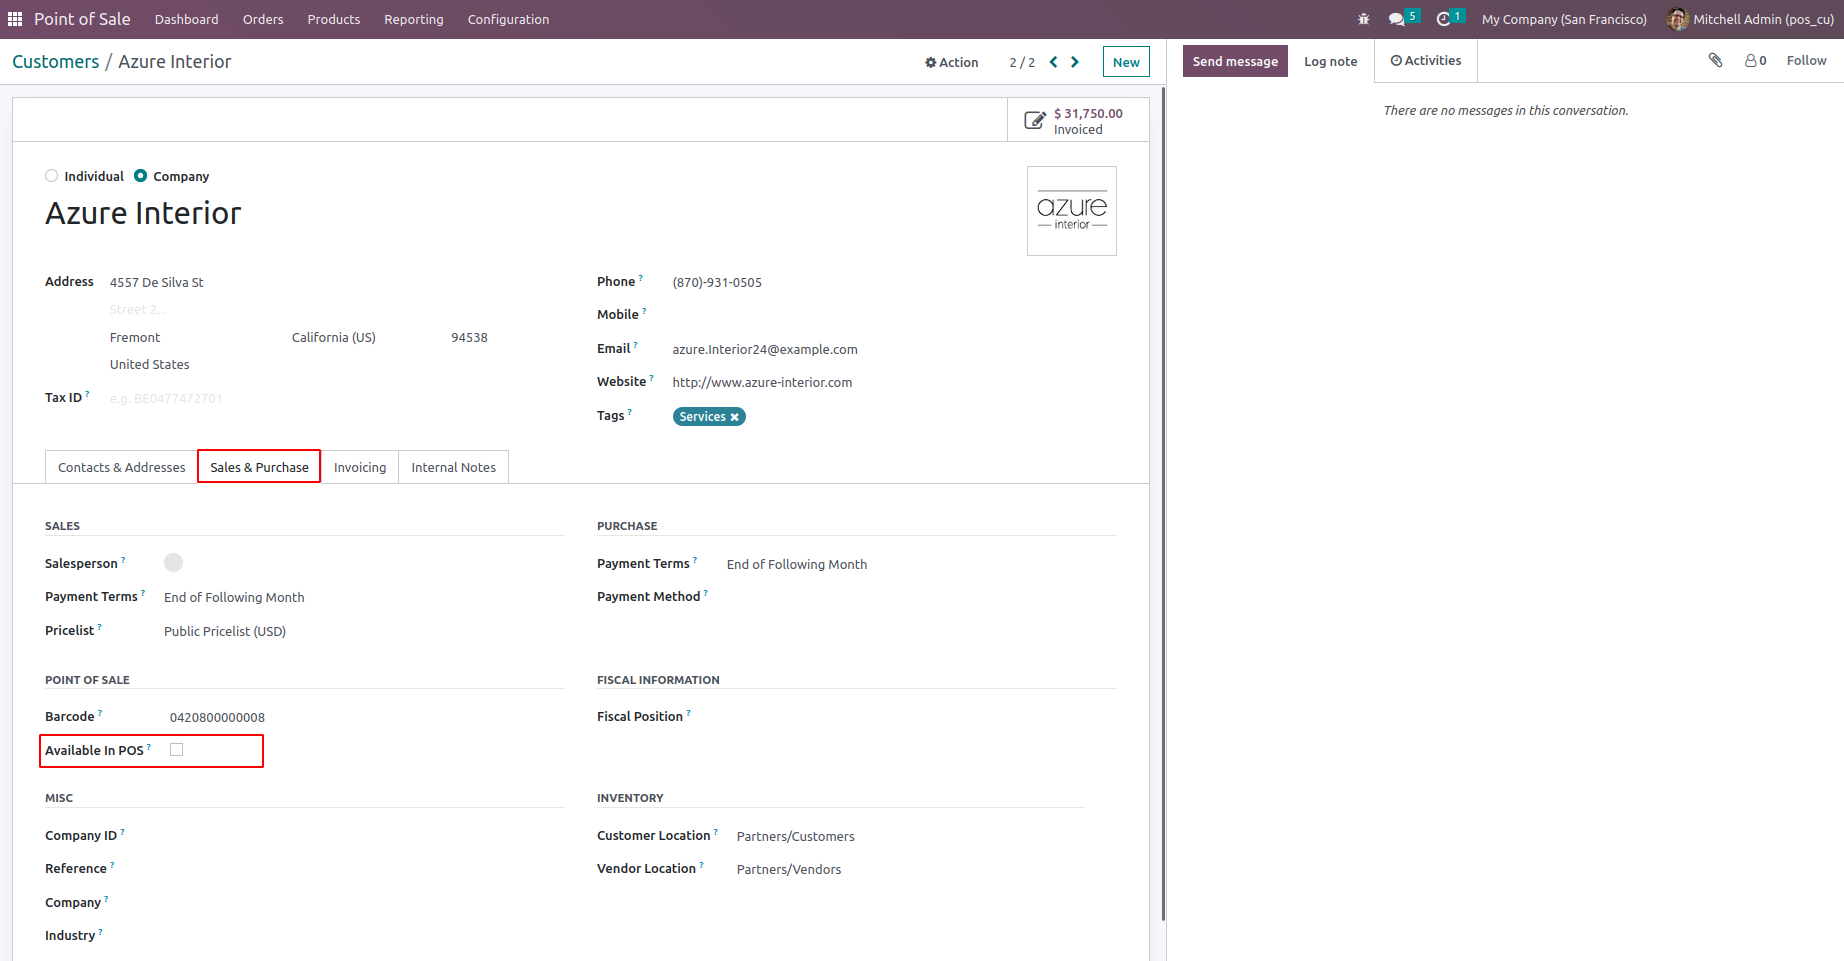 Point of Sale Dashboard Orders Products Reporting Configuration 5 1 My Company (San Francisco) Mitchell Admin (pos_cu)
Customers / Azure Interior Action 2 / 2 New
Send message Log note Activities 0 Follow
There are no messages in this conversation.
$ 31,750.00
Invoiced
Individual Company
Azure Interior
azure
interior
Address 4557 De Silva St
Street 2...
Fremont California (US) 94538
United States
Tax ID ? e.g. BE0477472701
Phone ? (870)-931-0505
Mobile ?
Email ? azure.Interior24@example.com
Website ? http://www.azure-interior.com
Tags ? Services
Contacts & Addresses Sales & Purchase Invoicing Internal Notes
SALES
Salesperson ?
Payment Terms ? End of Following Month
Pricelist ? Public Pricelist (USD)
PURCHASE
Payment Terms ? End of Following Month
Payment Method ?
POINT OF SALE
Barcode ? 0420800000008
Available In POS ?
FISCAL INFORMATION
Fiscal Position ?
MISC
Company ID ?
Reference ?
Company ?
Industry ?
INVENTORY
Customer Location ? Partners/Customers
Vendor Location ? Partners/Vendors